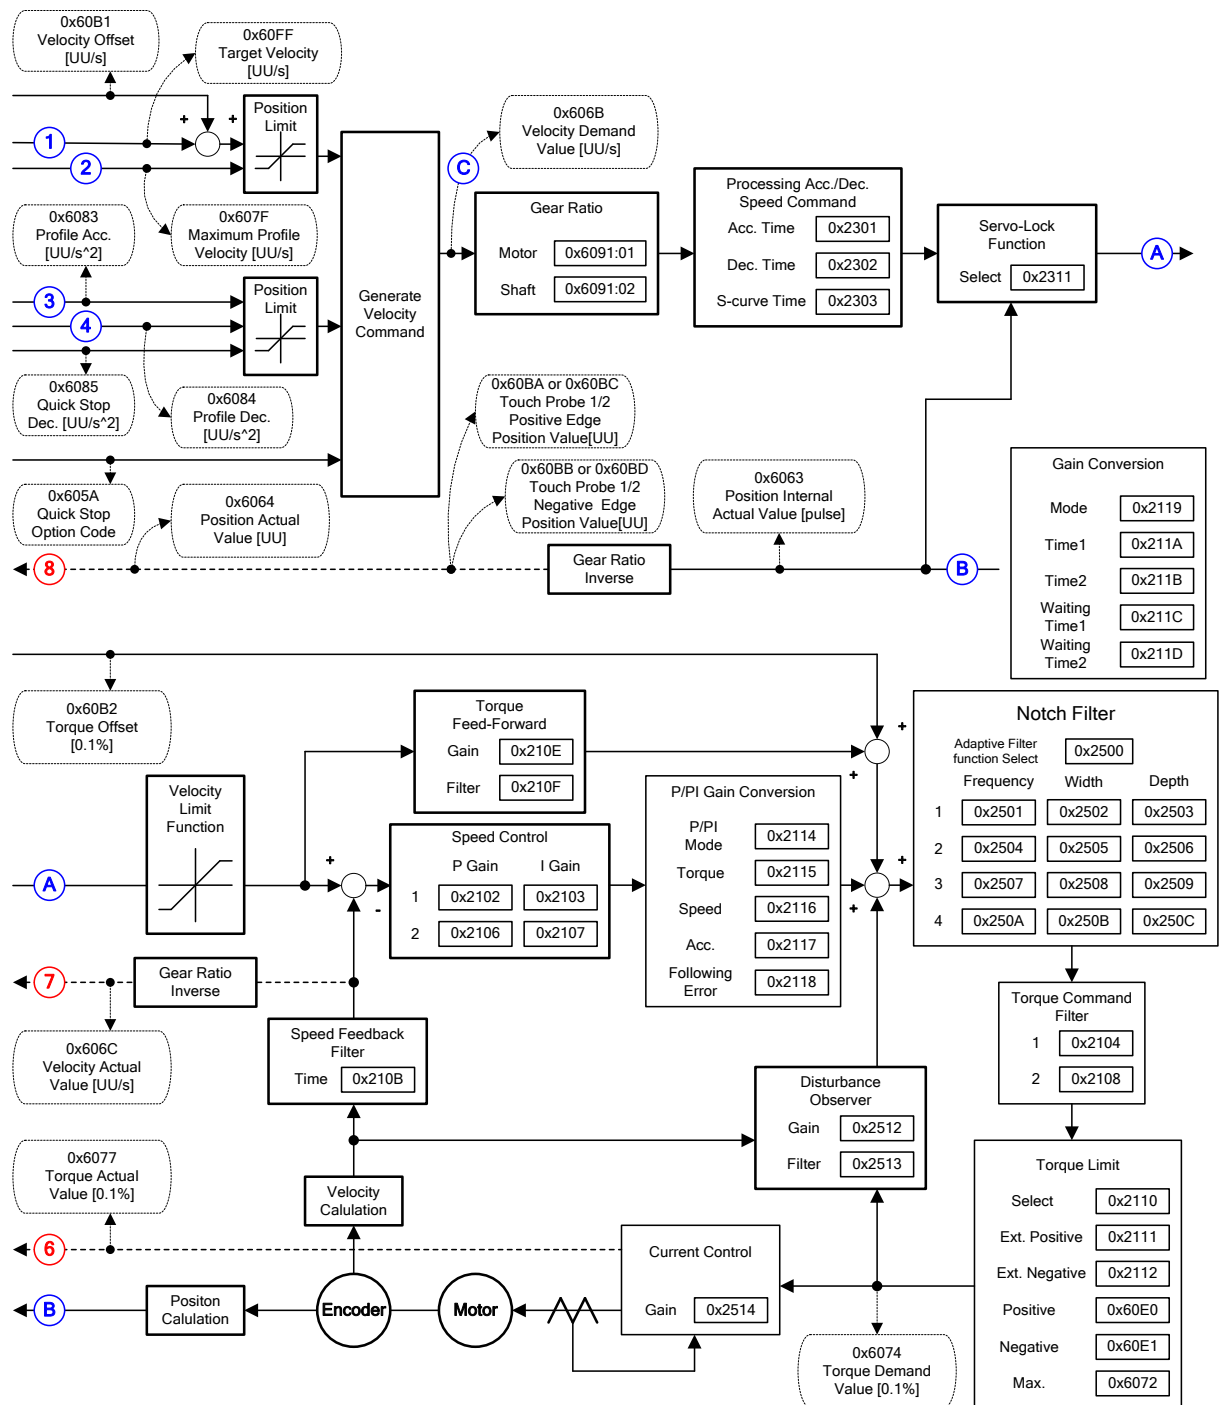 0x60B1
Velocity Offset
[UU/s]
0x60FF
Target Velocity
[UU/s]
+
+
1
2
Position
Limit
0x606B
Velocity Demand
Value [UU/s]
C
0x6083
Profile Acc.
[UU/s^2]
0x607F
Maximum Profile
Velocity [UU/s]
Gear Ratio
Motor
0x6091:01
Shaft
0x6091:02
Processing Acc./Dec.
Speed Command
Acc. Time
0x2301
Dec. Time
0x2302
S-curve Time
0x2303
Servo-Lock
Function
Select
0x2311
A
3
4
Position
Limit
Generate
Velocity
Command
0x6085
Quick Stop
Dec. [UU/s^2]
0x6084
Profile Dec.
[UU/s^2]
0x60BA or 0x60BC
Touch Probe 1/2
Positive Edge
Position Value[UU]
0x60BB or 0x60BD
Touch Probe 1/2
Negative Edge
Position Value[UU]
0x605A
Quick Stop
Option Code
0x6064
Position Actual
Value [UU]
0x6063
Position Internal
Actual Value [pulse]
8
Gear Ratio
Inverse
B
Gain Conversion
Mode
0x2119
Time1
0x211A
Time2
0x211B
Waiting
Time1
0x211C
Waiting
Time2
0x211D
0x60B2
Torque Offset
[0.1%]
Torque
Feed-Forward
Gain
0x210E
Filter
0x210F
+
+
Notch Filter
Adaptive Filter
function Select
0x2500
Frequency
Width
Depth
1
0x2501
0x2502
0x2503
2
0x2504
0x2505
0x2506
3
0x2507
0x2508
0x2509
4
0x250A
0x250B
0x250C
Velocity
Limit
Function
A
+
-
Speed Control
P Gain
I Gain
1
0x2102
0x2103
2
0x2106
0x2107
P/PI Gain Conversion
P/PI
Mode
0x2114
Torque
0x2115
Speed
0x2116
Acc.
0x2117
Following
Error
0x2118
+
+
7
Gear Ratio
Inverse
0x606C
Velocity Actual
Value [UU/s]
Speed Feedback
Filter
Time
0x210B
Torque Command
Filter
1
0x2104
2
0x2108
Disturbance
Observer
Gain
0x2512
Filter
0x2513
0x6077
Torque Actual
Value [0.1%]
Velocity
Calulation
Torque Limit
Select
0x2110
Ext. Positive
0x2111
Ext. Negative
0x2112
Positive
0x60E0
Negative
0x60E1
Max.
0x6072
6
Current Control
Gain
0x2514
B
Positon
Calulation
Encoder
Motor
0x6074
Torque Demand
Value [0.1%]